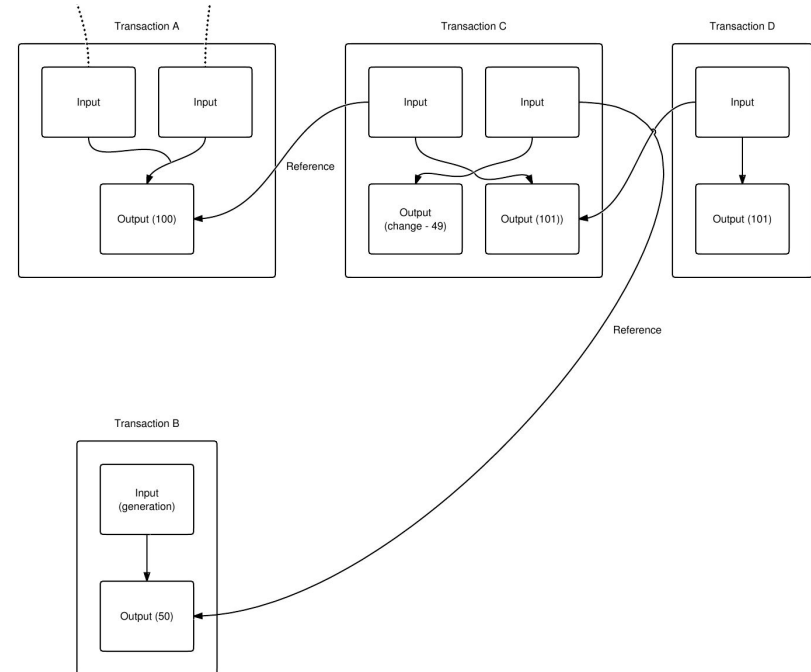 Transaction A
Transaction C
Transaction D
Input
Input
Input
Input
Input
Reference
Output (100)
Output
(change - 49)
Output (101))
Output (101)
Reference
Transaction B
Input
(generation)
Output (50)